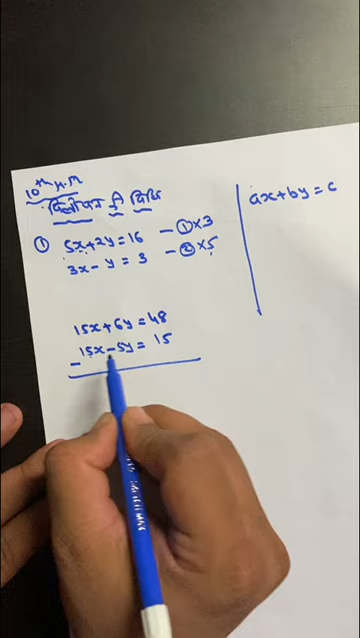 10th H.M
विलोपन की विधि
① 5x+2y=16 — ①×3
3x-y=3 — ②×5
15x+6y=48
15x-5y=15
-
ax+by=c